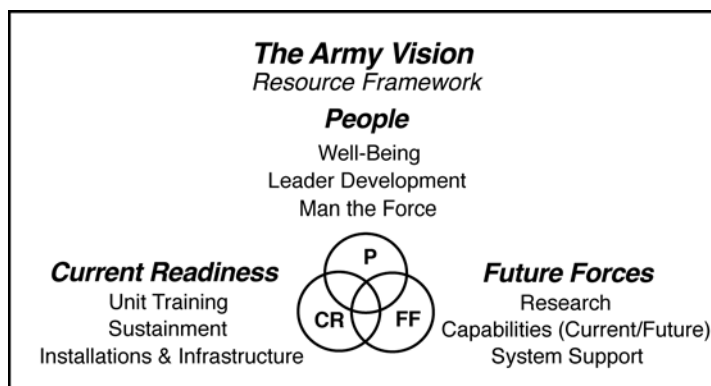 The Army Vision
Resource Framework
People
Well-Being
Leader Development
Man the Force
P
CR
FF
Current Readiness
Unit Training
Sustainment
Installations & Infrastructure
Future Forces
Research
Capabilities (Current/Future)
System Support